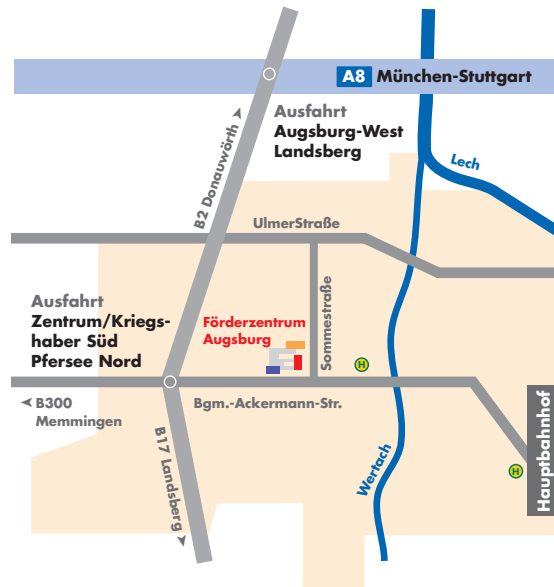 A8 München-Stuttgart
Ausfahrt
Augsburg-West
Landsberg
Lech
B2 Donauwörth
UlmerStraße
Ausfahrt
Zentrum/Kriegs-
haber Süd
Pfersee Nord
Förderzentrum
Augsburg
Sommestraße
H
B300
Memmingen
Bgm.-Ackermann-Str.
B17 Landsberg
Wertach
H
Hauptbahnhof